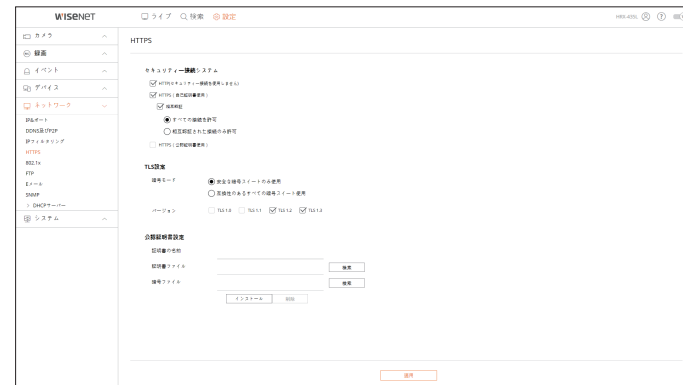 WISENET
ライブ 検索 設定
カメラ
録画
イベント
デバイス
ネットワーク
IP&ポート
DDNS及びP2P
IPフィルタリング
HTTPS
802.1x
FTP
Eメール
SNMP
> DHCPサーバー
システム
HTTPS
セキュリティー接続システム
HTTP(セキュリティー接続を使用しません)
HTTPS ( 自己証明書使用 )
相互認証
すべての接続を許可
相互認証された接続のみ許可
HTTPS ( 公認証明書使用 )
TLS設定
暗号モード 安全な暗号スイートのみ使用
互換性のあるすべての暗号スイート使用
バージョン TLS 1.0 TLS 1.1 TLS 1.2 TLS 1.3
公認証明書設定
証明書の名前
証明書ファイル 検索
暗号ファイル 検索
インストール 削除
適用